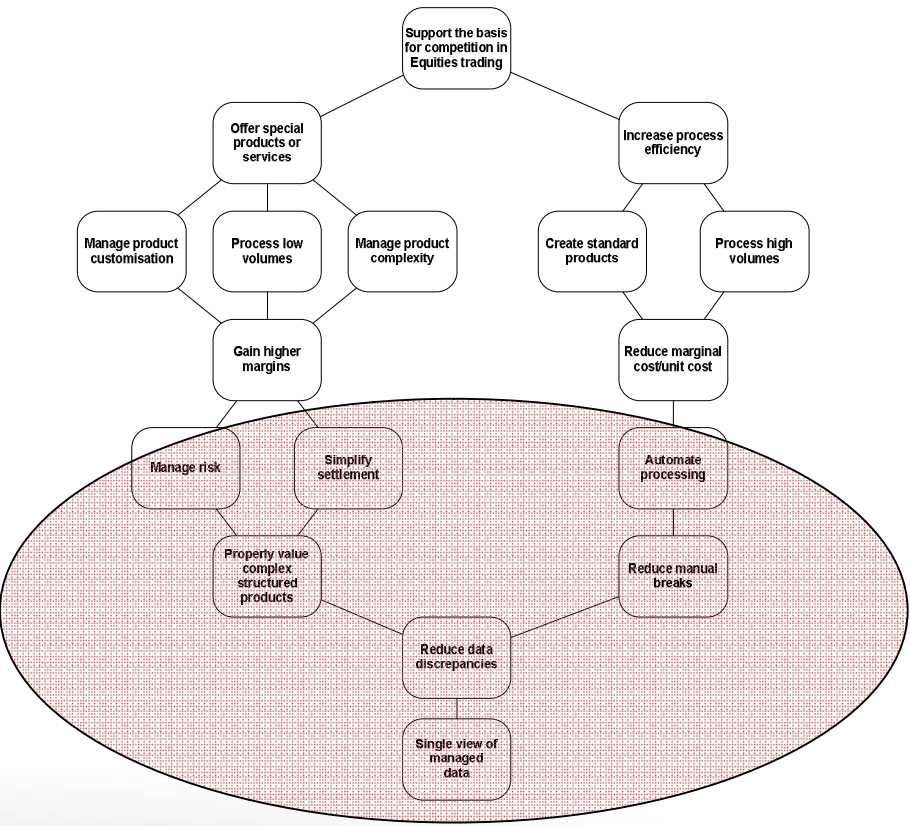 Support the basis
for competition in
Equities trading
Offer special
products or
services
Increase process
efficiency
Manage product
customisation
Process low
volumes
Manage product
complexity
Create standard
products
Process high
volumes
Gain higher
margins
Reduce marginal
cost/unit cost
Manage risk
Simplify
settlement
Automate
processing
Properly value
complex
structured
products
Reduce manual
breaks
Reduce data
discrepancies
Single view of
managed
data